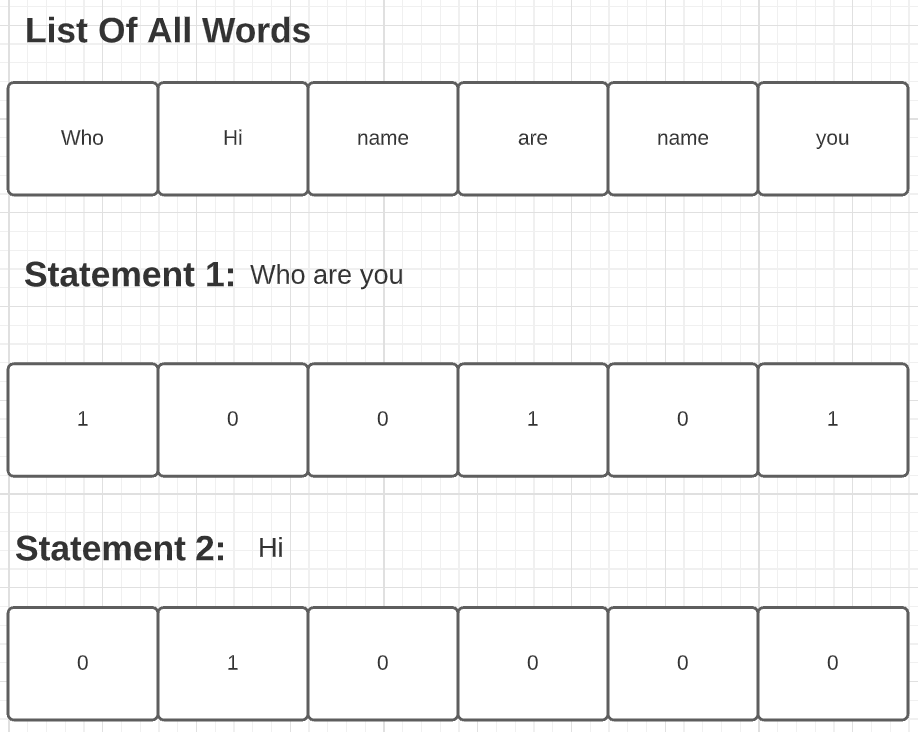 List Of All Words
Who Hi name are name you
Statement 1: Who are you
1 0 0 1 0 1
Statement 2: Hi
0 1 0 0 0 0